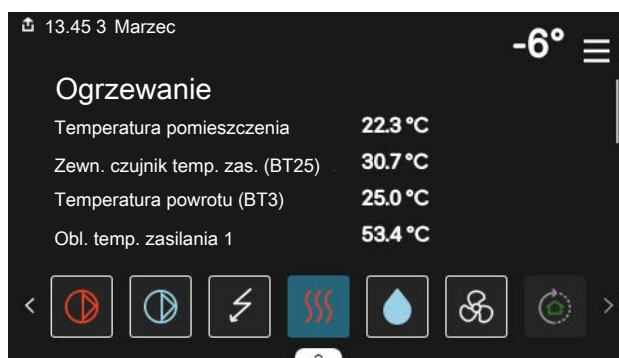 13.45 3 Marzec
-6°
Ogrzewanie
Temperatura pomieszczenia 22.3 °C
Zewn. czujnik temp. zas. (BT25) 30.7 °C
Temperatura powrotu (BT3) 25.0 °C
Obl. temp. zasilania 1 53.4 °C